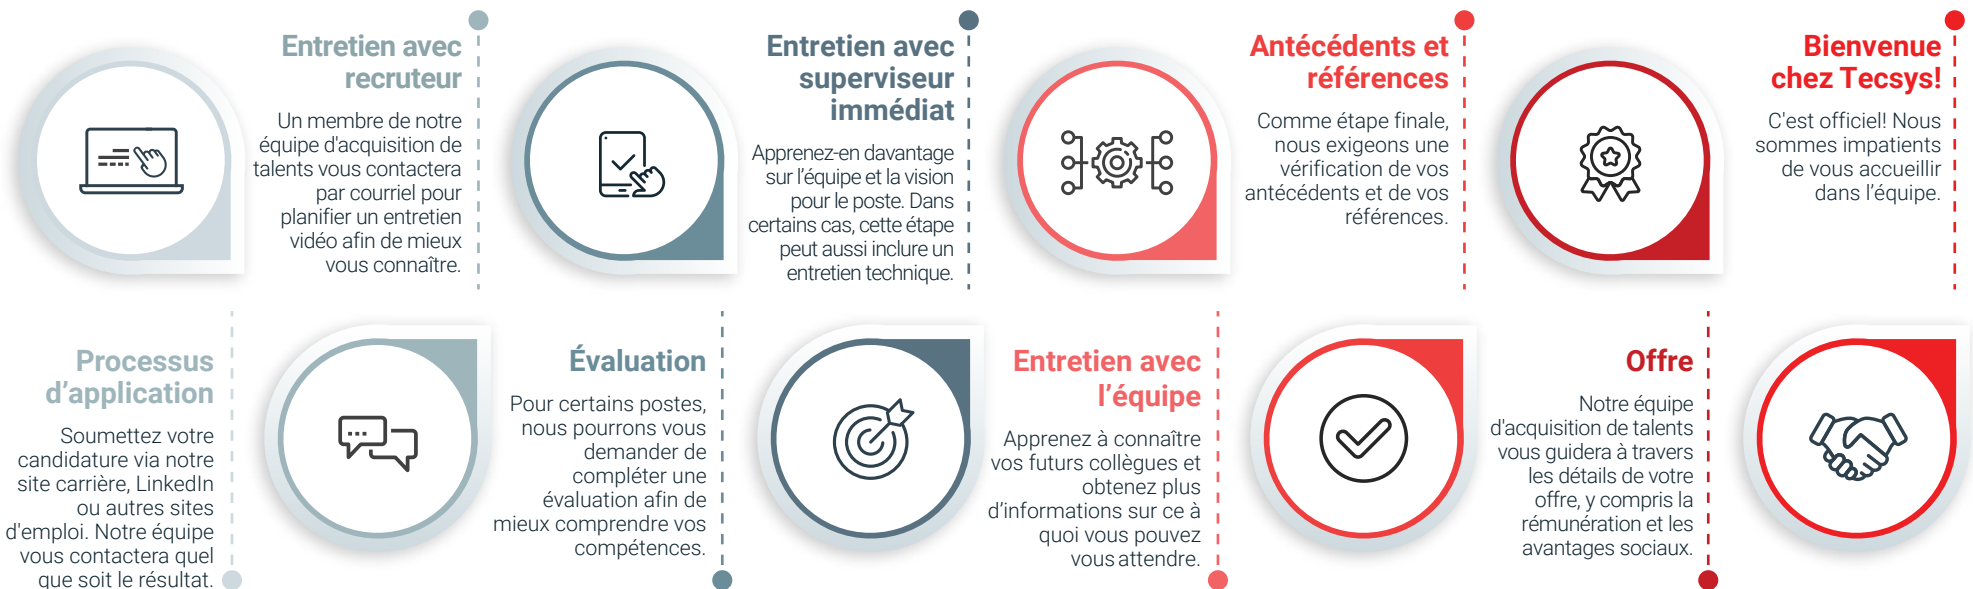 Processus
d’application
Soumettez votre
candidature via notre
site carrière, LinkedIn
ou autres sites
d'emploi. Notre équipe
vous contactera quel
que soit le résultat.
Entretien avec
recruteur
Un membre de notre
équipe d'acquisition de
talents vous contactera
par courriel pour
planifier un entretien
vidéo afin de mieux
vous connaître.
Évaluation
Pour certains postes,
nous pourrons vous
demander de
compléter une
évaluation afin de
mieux comprendre vos
compétences.
Entretien avec
superviseur
immédiat
Apprenez-en davantage
sur l’équipe et la vision
pour le poste. Dans
certains cas, cette étape
peut aussi inclure un
entretien technique.
Entretien avec
l’équipe
Apprenez à connaître
vos futurs collègues et
obtenez plus
d’informations sur ce à
quoi vous pouvez
vous attendre.
Antécédents et
références
Comme étape finale,
nous exigeons une
vérification de vos
antécédents et de vos
références.
Offre
Notre équipe
d'acquisition de talents
vous guidera à travers
les détails de votre
offre, y compris la
rémunération et les
avantages sociaux.
Bienvenue
chez Tecsys!
C'est officiel! Nous
sommes impatients
de vous accueillir
dans l’équipe.